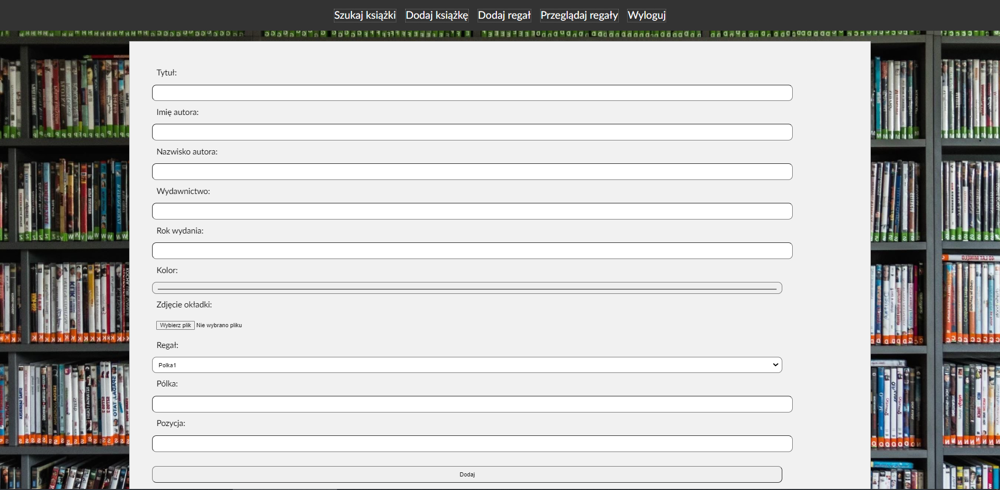 Szukaj książki Dodaj książkę Dodaj regał Przeglądaj regały Wyloguj
Tytuł:
Imię autora:
Nazwisko autora:
Wydawnictwo:
Rok wydania:
Kolor:
Zdjęcie okładki:
Wybierz plik Nie wybrano pliku
Regał:
Polka1
Pólka:
Pozycja:
Dodaj